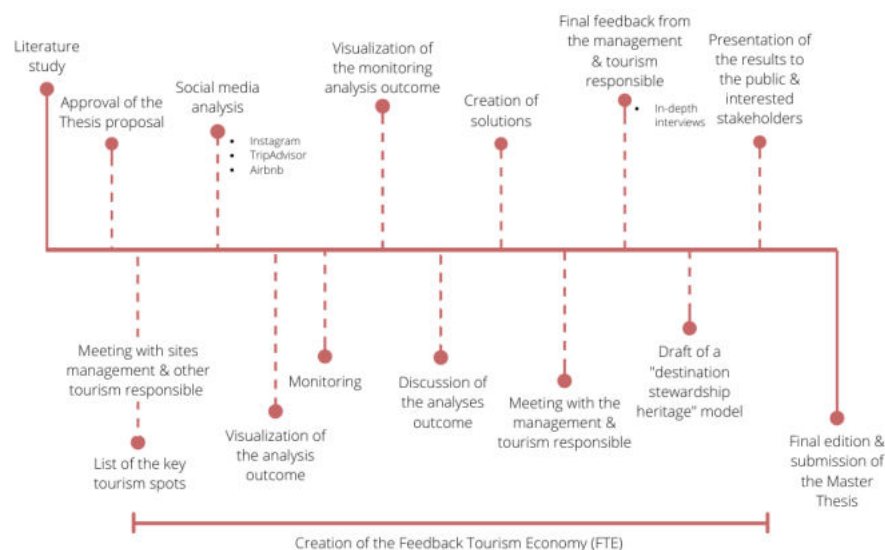 Literature
study
Approval of the
Thesis proposal
Social media
analysis
• Instagram
• TripAdvisor
• Airbnb
Visualization of
the monitoring
analysis outcome
Creation of
solutions
Final feedback from
the management
& tourism
responsible
• In-depth
interviews
Presentation of
the results to
the public &
interested
stakeholders
Meeting with sites
management & other
tourism responsible
List of the key
tourism spots
Visualization of
the analysis
outcome
Monitoring
Discussion of
the analyses
outcome
Meeting with the
management &
tourism responsible
Draft of a
"destination
stewardship
heritage" model
Final edition &
submission of
the Master
Thesis
Creation of the Feedback Tourism Economy (FTE)